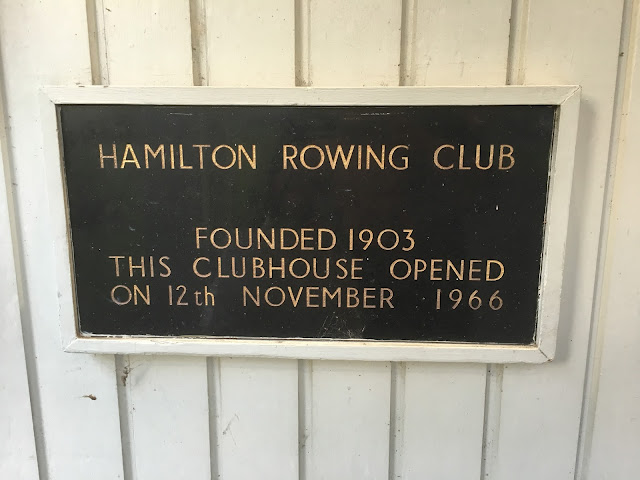 HAMILTON ROWING CLUB
FOUNDED 1903
THIS CLUBHOUSE OPENED
ON 12th NOVEMBER 1966